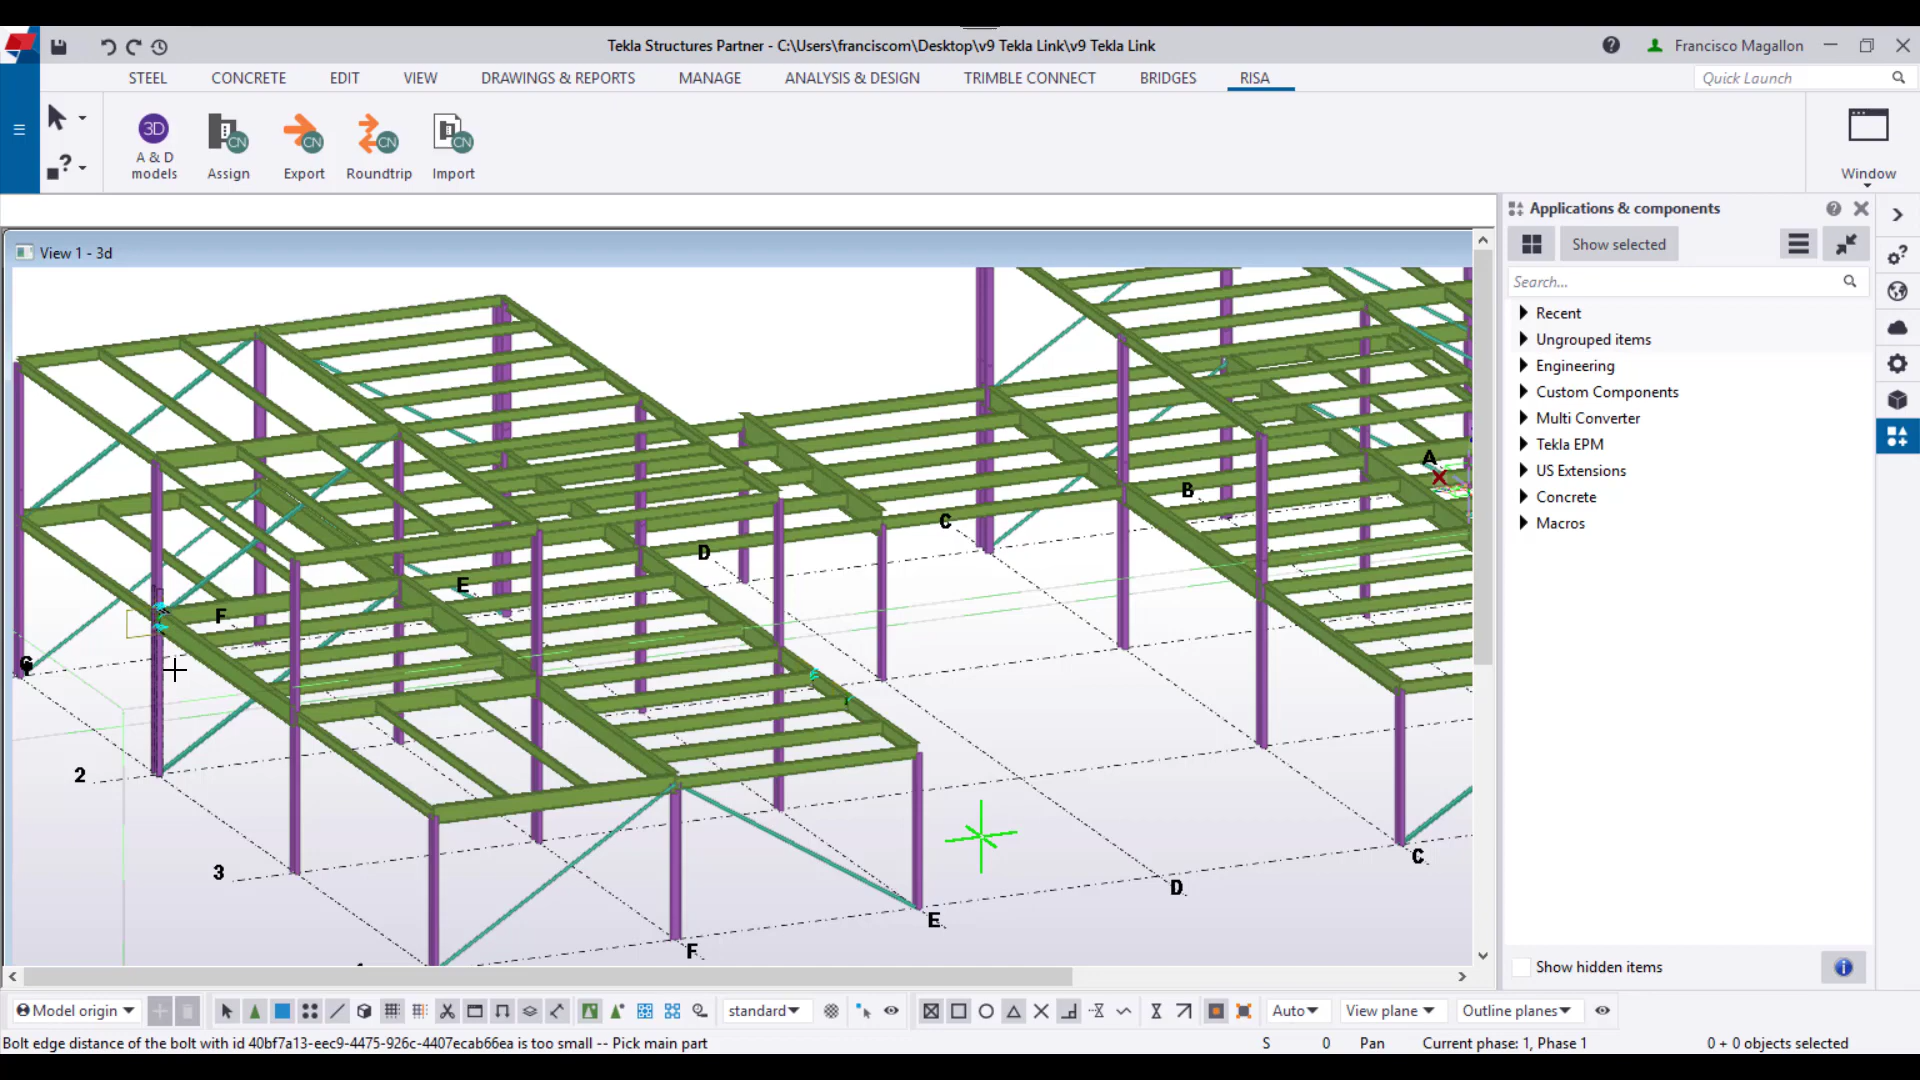 Tekla Structures Partner - C:\Users\franciscom\Desktop\v9 Tekla Link\v9 Tekla Link
Francisco Magallon
STEEL CONCRETE EDIT VIEW DRAWINGS & REPORTS MANAGE ANALYSIS & DESIGN TRIMBLE CONNECT BRIDGES RISA
Quick Launch
3D
A & D
models
CN
Assign
CN
Export
CN
Roundtrip
CN
Import
Window
Applications & components
Show selected
Search...
Recent
Ungrouped items
Engineering
Custom Components
Multi Converter
Tekla EPM
US Extensions
Concrete
Macros
Show hidden items
View 1 - 3d
A
B
C
D
E
F
G
2
3
C
D
E
F
Model origin
standard
Auto
View plane
Outline planes
Bolt edge distance of the bolt with id 40bf7a13-eec9-4475-926c-4407ecab66ea is too small -- Pick main part
S 0 Pan Current phase: 1, Phase 1 0 + 0 objects selected